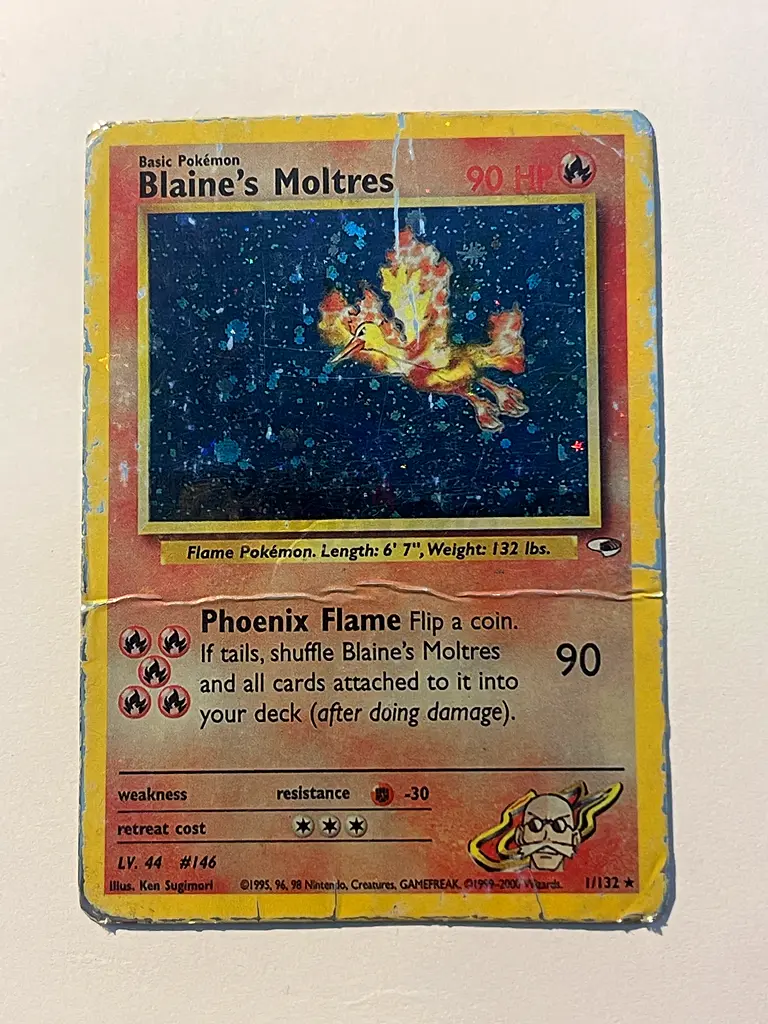 Basic Pokémon
Blaine's Moltres 90 HP
Flame Pokémon. Length: 6' 7", Weight: 132 lbs.
Phoenix Flame Flip a coin.
If tails, shuffle Blaine's Moltres
and all cards attached to it into
your deck (after doing damage).
90
weakness resistance -30
retreat cost
LV. 44 #146
Illus. Ken Sugimori ©1995, 96, 98 Nintendo, Creatures, GAMEFREAK. ©1999-2000 Wizards. 1/132